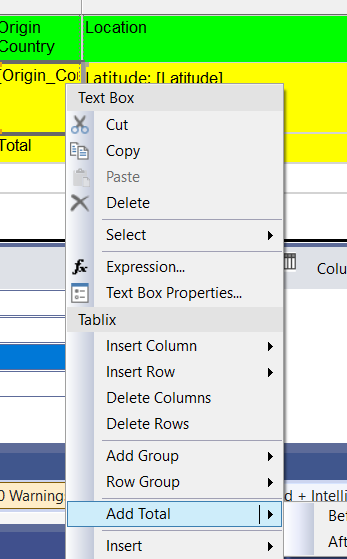 Origin
Country
Location
[Origin_Co
Latitude: [Latitude]
Total
Text Box
Cut
Copy
Paste
Delete
Select
Expression...
Text Box Properties...
Tablix
Insert Column
Insert Row
Delete Columns
Delete Rows
Add Group
Row Group
Add Total
Insert
Colu
0 Warning
d + Intelli
Bef
Aft